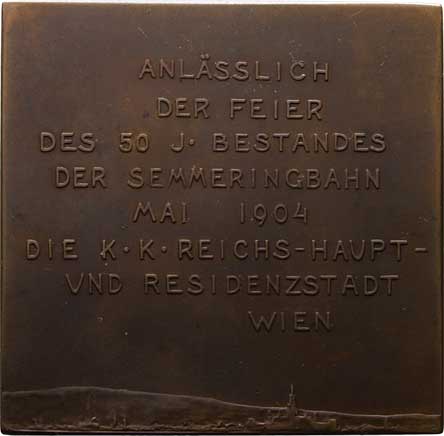 ANLÄSSLICH
DER FEIER
DES 50 J. BESTANDES
DER SEMMERINGBAHN
MAI 1904
DIE K·K·REICHS-HAUPT-
VND RESIDENZSTADT
WIEN